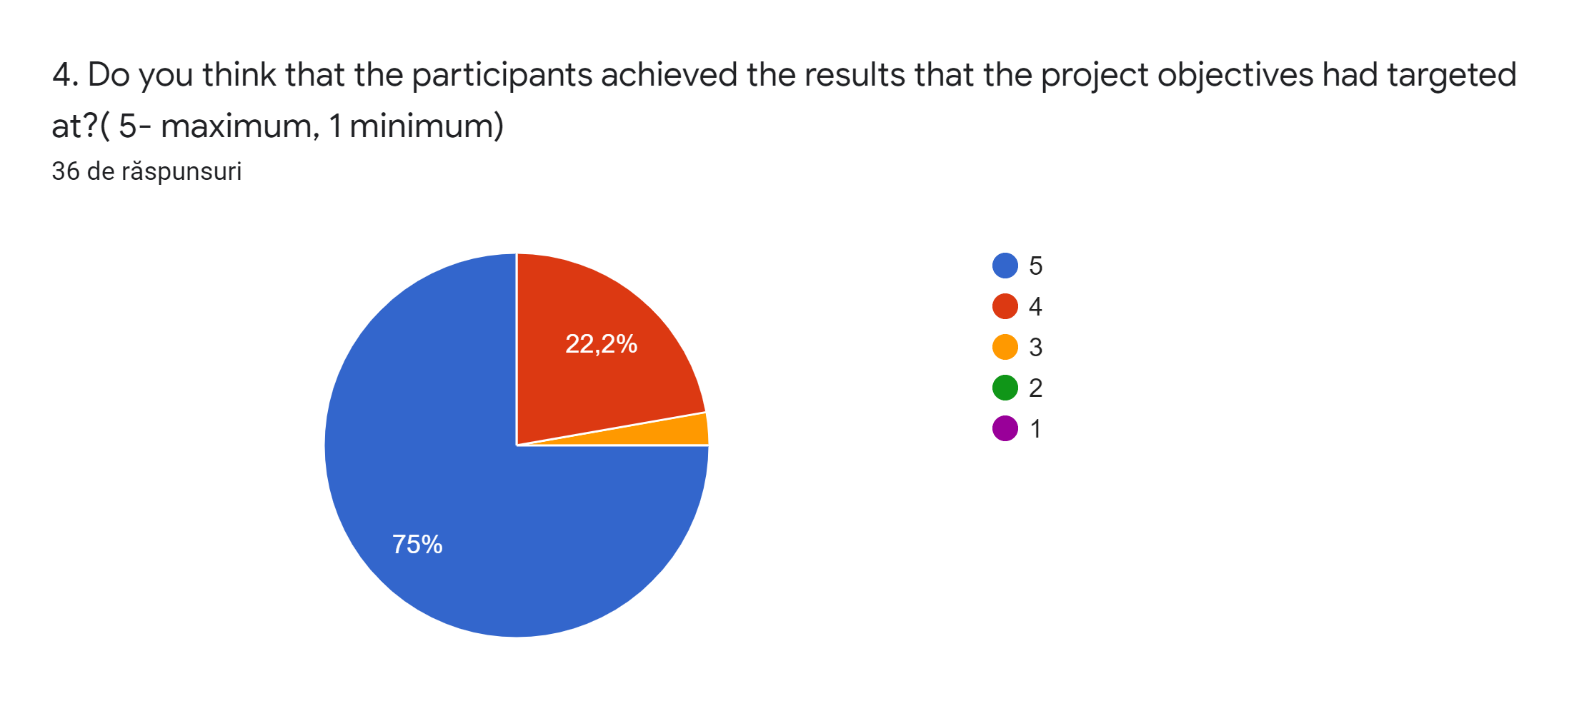 4. Do you think that the participants achieved the results that the project objectives had targeted
at?( 5- maximum, 1 minimum)
36 de răspunsuri
22,2%
75%
5
4
3
2
1